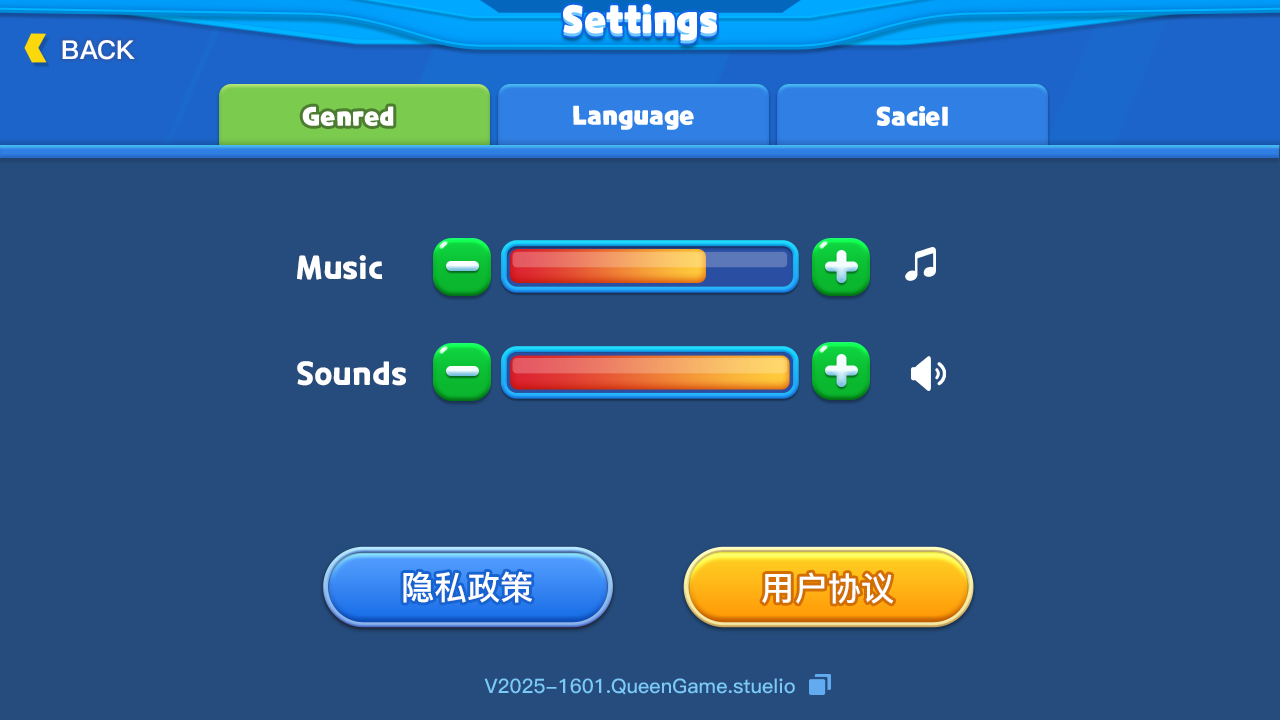 Settings
BACK
Genred
Language
Saciel
Music
Sounds
隐私政策
用户协议
V2025-1601.QueenGame.stuelio